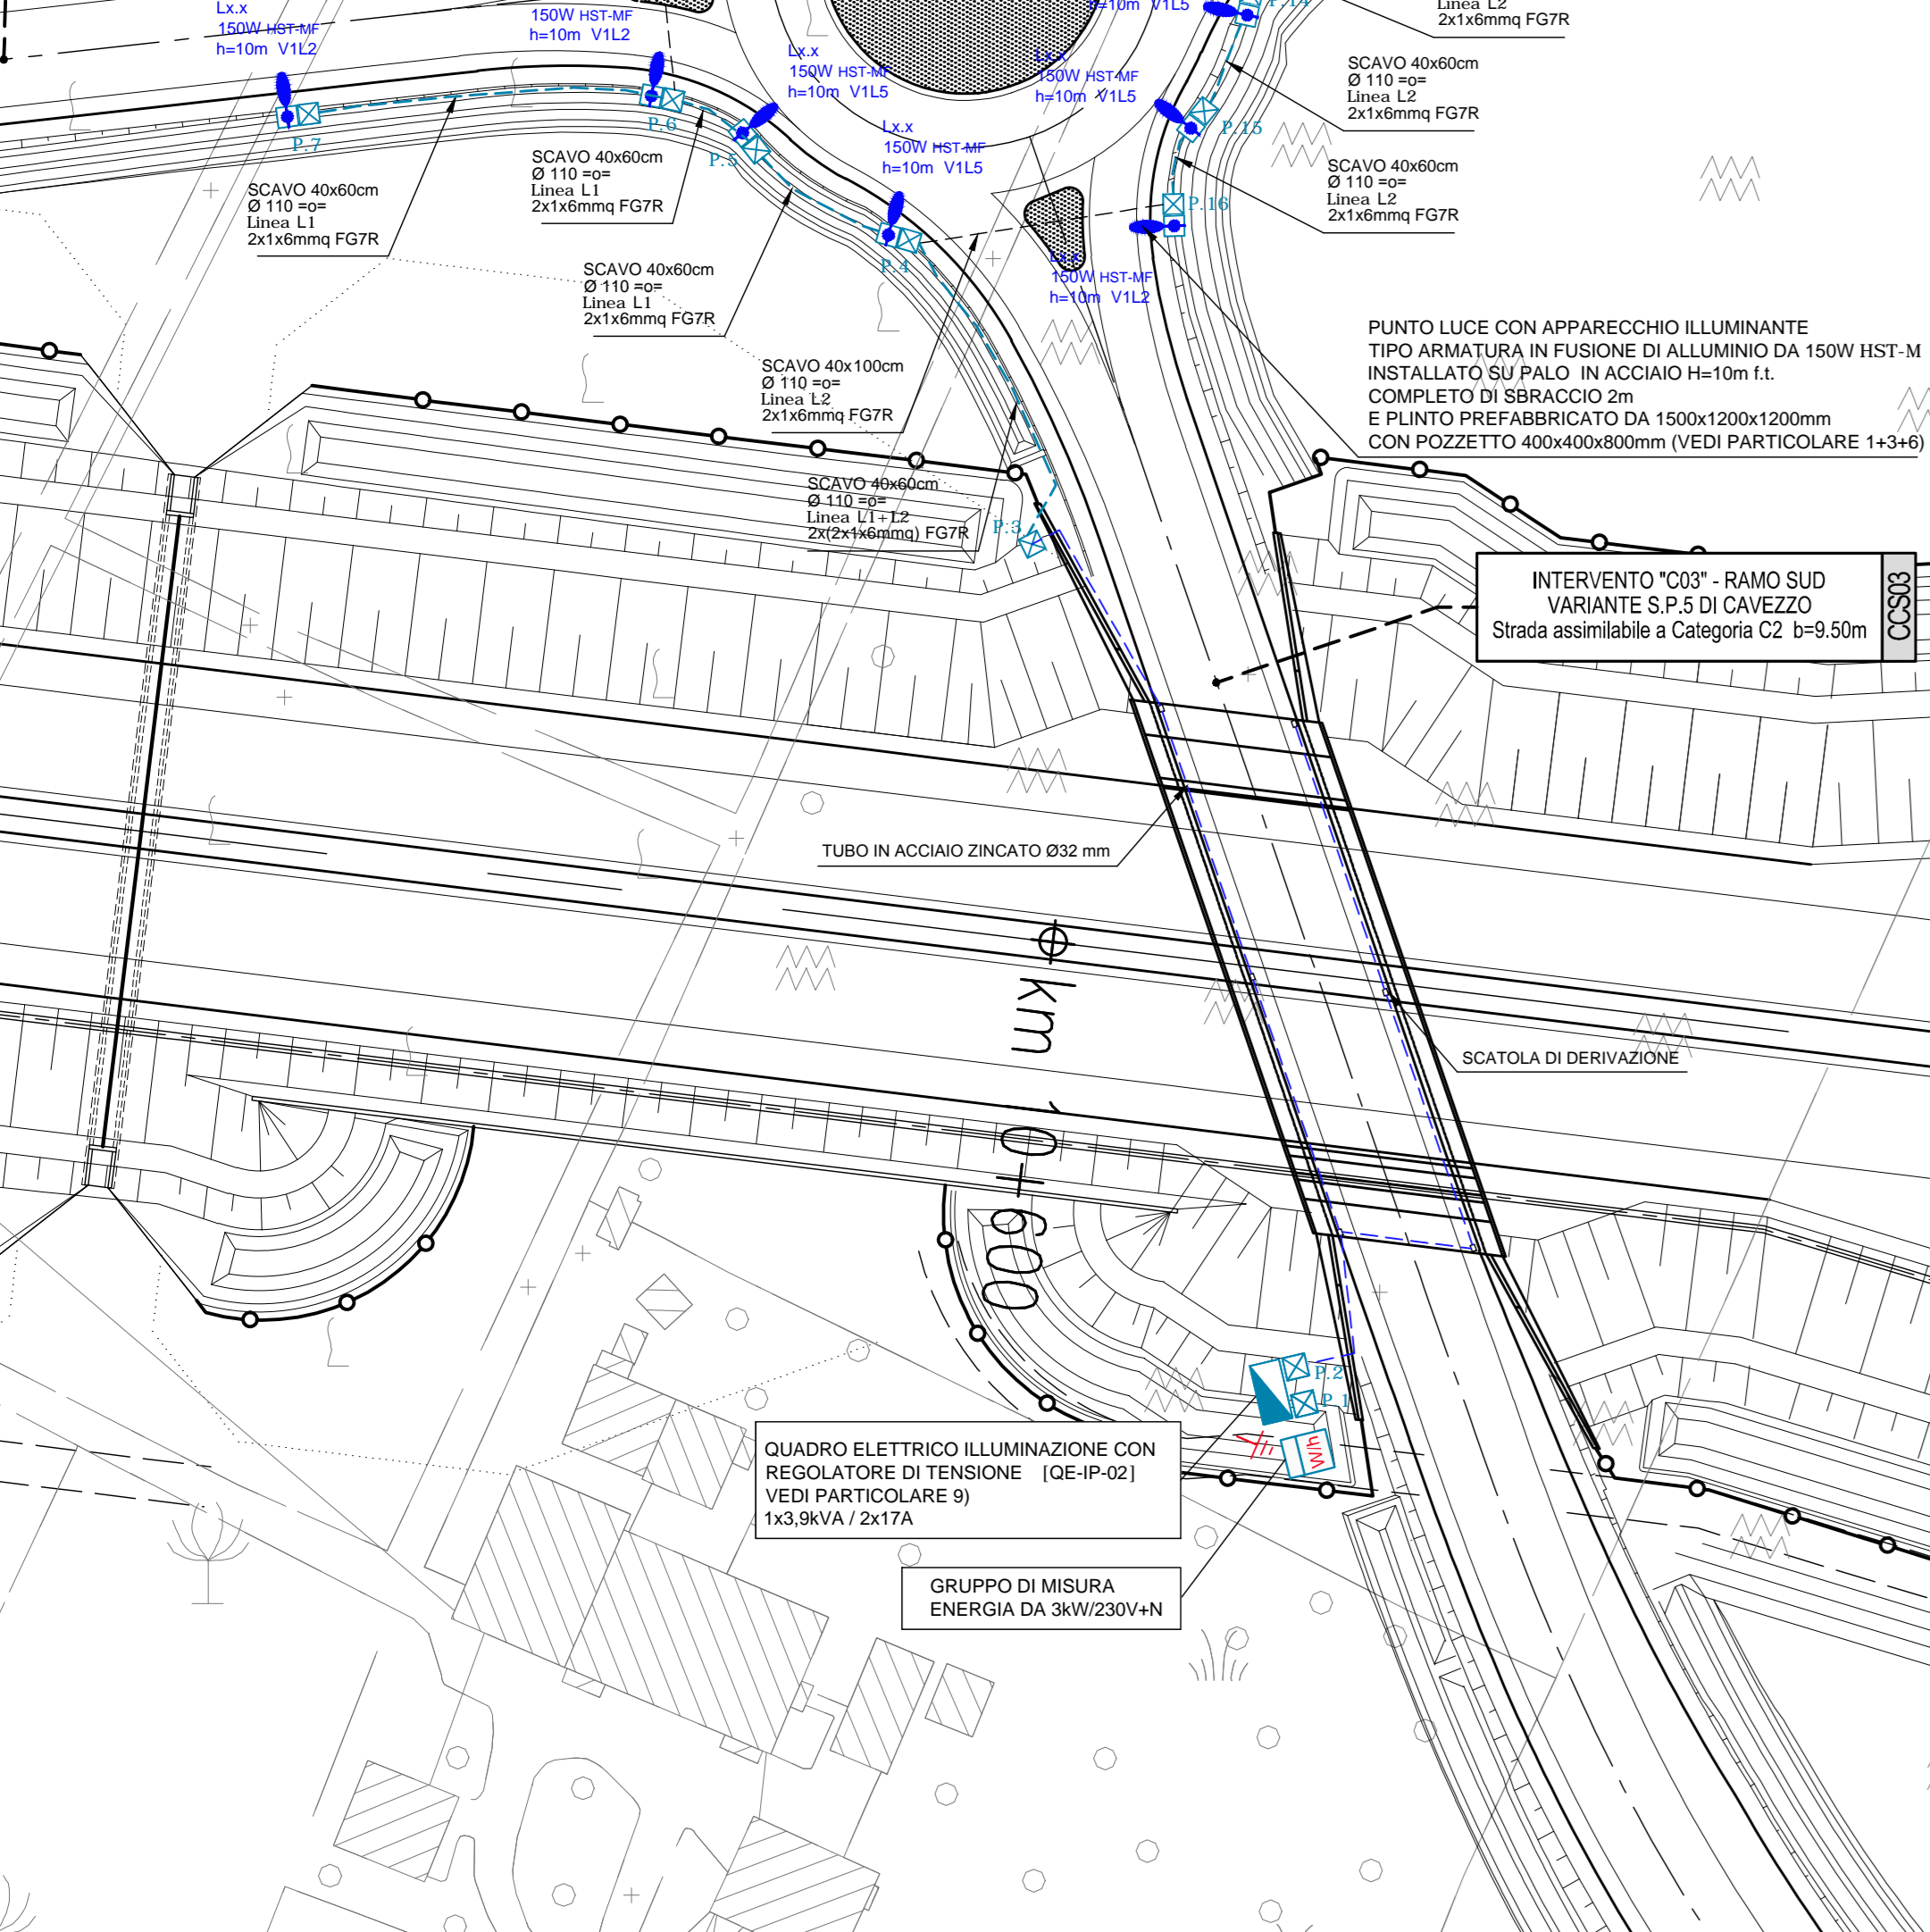 Lx.x
150W HST-MF
h=10m V1L2
150W HST-MF
h=10m V1L2
Lx.x
150W HST-MF
h=10m V1L5
h=10m V1L5
Lx.x
150W HST-MF
h=10m V1L5
Lx.x
150W HST-MF
h=10m V1L5
Lx.x
150W HST-MF
h=10m V1L2
Linea L2
2x1x6mmq FG7R
SCAVO 40x60cm
Ø 110 =o=
Linea L2
2x1x6mmq FG7R
SCAVO 40x60cm
Ø 110 =o=
Linea L2
2x1x6mmq FG7R
P.14
P.15
P.16
P.7
P.6
P.5
P.4
P.3
SCAVO 40x60cm
Ø 110 =o=
Linea L1
2x1x6mmq FG7R
SCAVO 40x60cm
Ø 110 =o=
Linea L1
2x1x6mmq FG7R
SCAVO 40x60cm
Ø 110 =o=
Linea L1
2x1x6mmq FG7R
SCAVO 40x100cm
Ø 110 =o=
Linea L2
2x1x6mmq FG7R
SCAVO 40x60cm
Ø 110 =o=
Linea L1+L2
2x(2x1x6mmq) FG7R
PUNTO LUCE CON APPARECCHIO ILLUMINANTE
TIPO ARMATURA IN FUSIONE DI ALLUMINIO DA 150W HST-M
INSTALLATO SU PALO IN ACCIAIO H=10m f.t.
COMPLETO DI SBRACCIO 2m
E PLINTO PREFABBRICATO DA 1500x1200x1200mm
CON POZZETTO 400x400x800mm (VEDI PARTICOLARE 1+3+6)
INTERVENTO "C03" - RAMO SUD
VARIANTE S.P.5 DI CAVEZZO
Strada assimilabile a Categoria C2 b=9.50m
CCS03
TUBO IN ACCIAIO ZINCATO Ø32 mm
SCATOLA DI DERIVAZIONE
P.2
P.1
Wh
QUADRO ELETTRICO ILLUMINAZIONE CON
REGOLATORE DI TENSIONE [QE-IP-02]
VEDI PARTICOLARE 9)
1x3,9kVA / 2x17A
GRUPPO DI MISURA
ENERGIA DA 3kW/230V+N